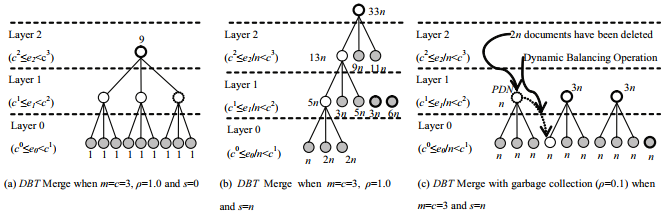 Layer 2
(c²≤e₂<c³)
Layer 1
(c¹≤e₁<c²)
Layer 0
(c⁰≤e₀<c¹)
9
1 1 1 1 1 1 1 1 1
(a) DBT Merge when m=c=3, ρ=1.0 and s=0
Layer 2
(c²≤e₂/n<c³)
Layer 1
(c¹≤e₁/n<c²)
Layer 0
(c⁰≤e₀/n<c¹)
33n
13n 9n 11n
5n 3n 5n 3n 6n
n 2n 2n
(b) DBT Merge when m=c=3, ρ=1.0
and s=n
Layer 2
(c²≤e₂/n<c³)
Layer 1
(c¹≤e₁/n<c²)
Layer 0
(c⁰≤e₀/n<c¹)
2n documents have been deleted
Dynamic Balancing Operation
PDN
n 3n 3n
n n n n n n n n n n
(c) DBT Merge with garbage collection (ρ=0.1) when
m=c=3 and s=n